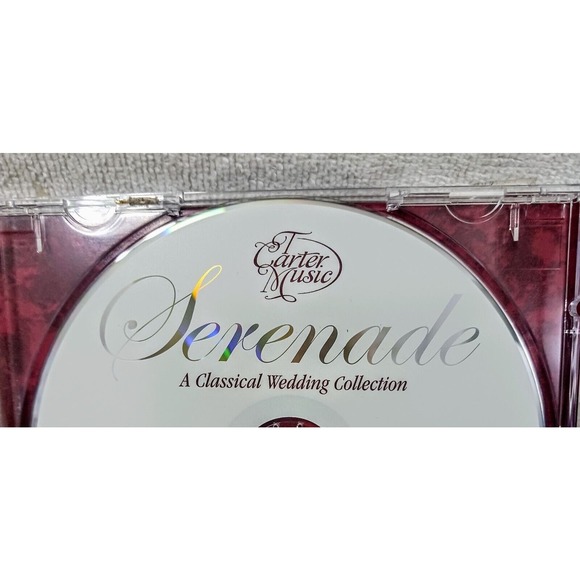 T
Carter
Music
Serenade
A Classical Wedding Collection